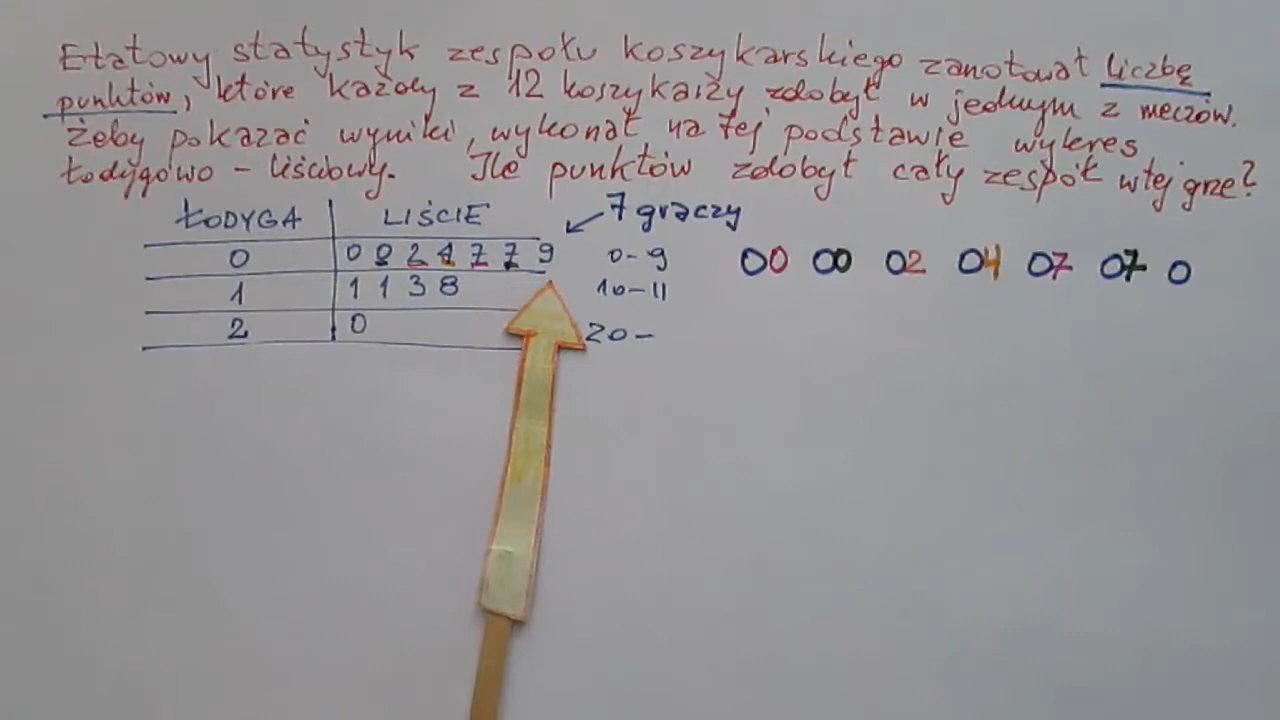 Etatowy statystyk zespołu koszykarskiego zanotował liczbę
punktów, które każdy z 12 koszykarzy zdobył w jednym z meczów.
żeby pokazać wyniki, wykonał na tej podstawie wykres
łodygowo - liściowy. Ile punktów zdobył cały zespół w tej grze?
ŁODYGA LIŚCIE 7 graczy
0 0 0 2 4 7 7 9 0-9 00 00 02 04 07 07 0
1 1 1 3 8 10-11
2 0 20-